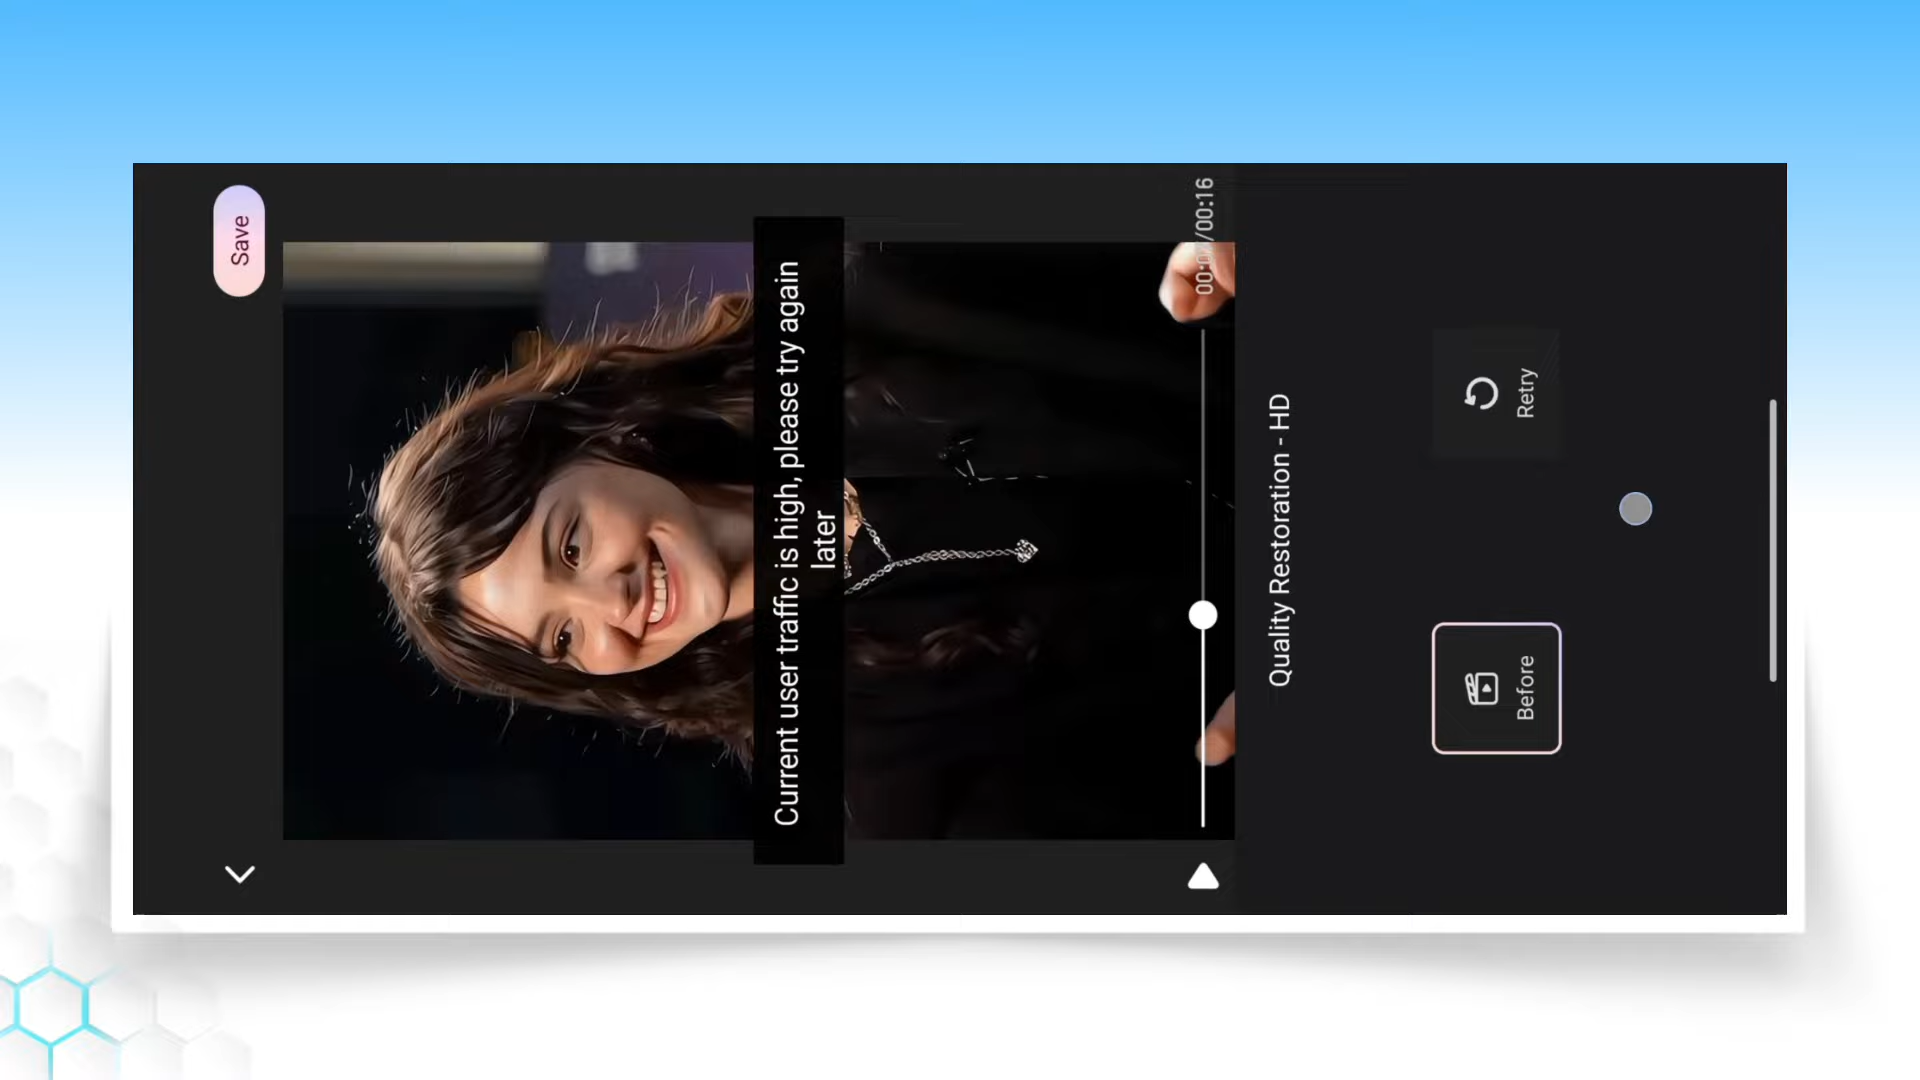 Save
Current user traffic is high, please try again
later
/00:16
Quality Restoration - HD
Before
Retry